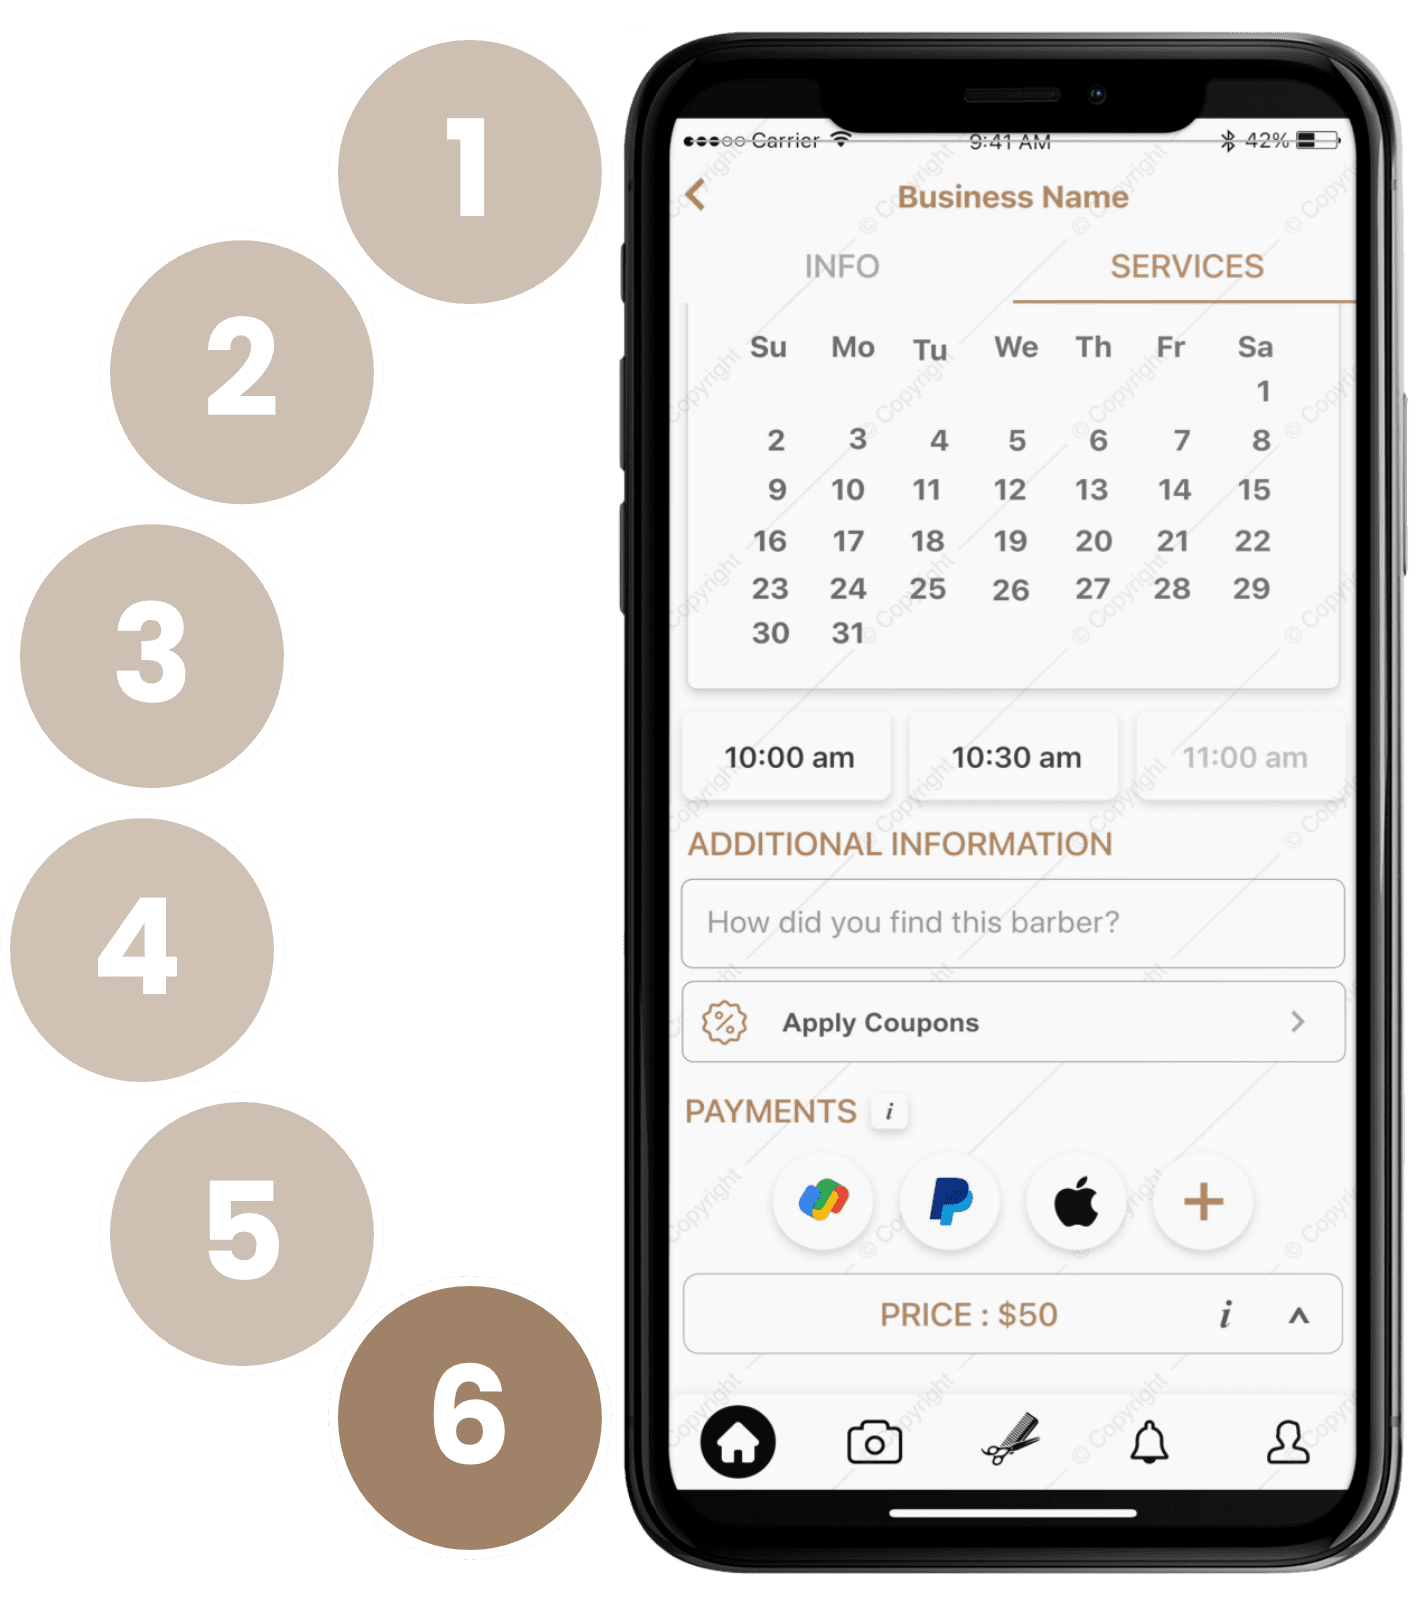 1
2
3
4
5
6
Carrier 9:41 AM 42%
Business Name
INFO SERVICES
Su Mo Tu We Th Fr Sa
1
2 3 4 5 6 7 8
9 10 11 12 13 14 15
16 17 18 19 20 21 22
23 24 25 26 27 28 29
30 31
10:00 am 10:30 am 11:00 am
ADDITIONAL INFORMATION
How did you find this barber?
% Apply Coupons
PAYMENTS i
PRICE : $50 i
© Copyright